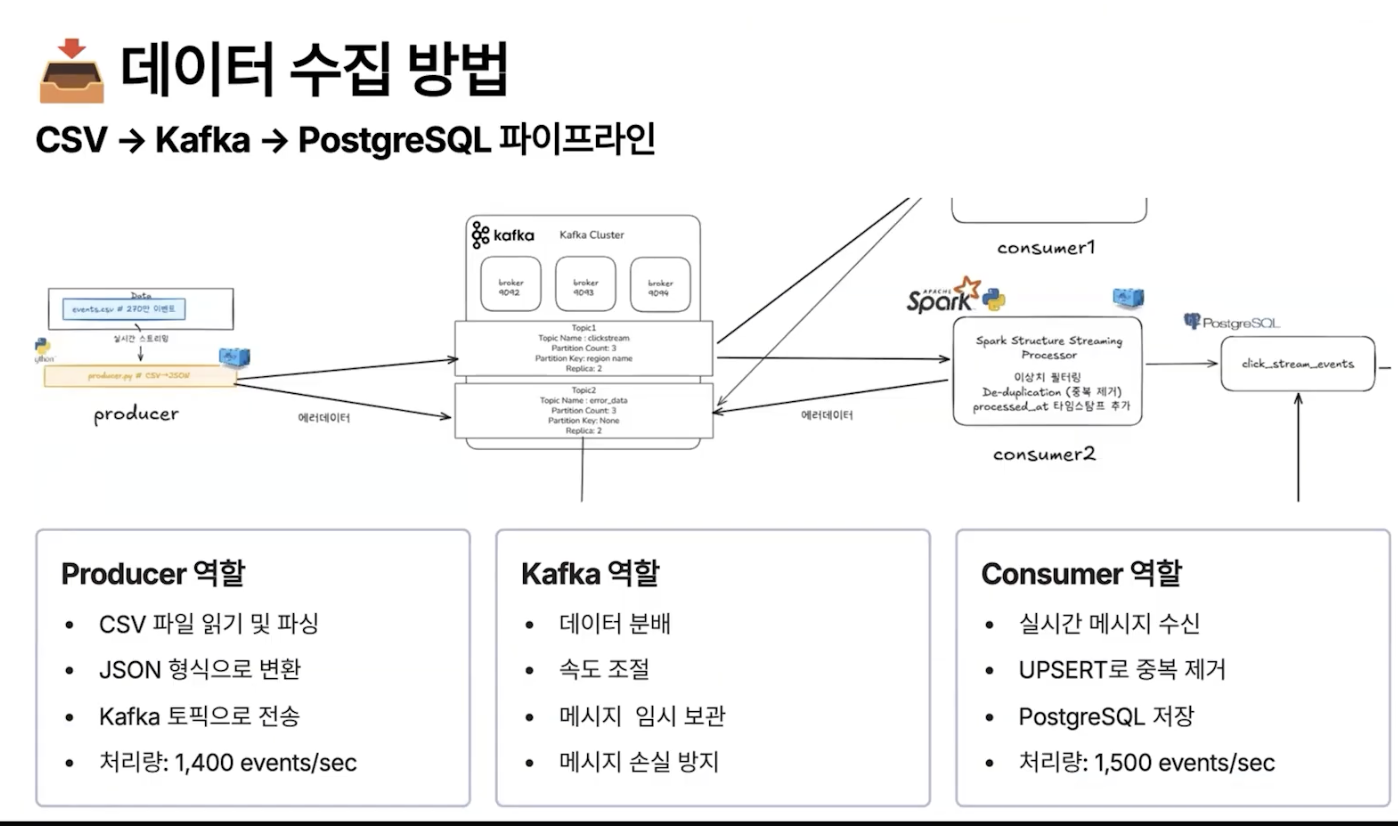 데이터 수집 방법
CSV → Kafka → PostgreSQL 파이프라인
kafka
Kafka Cluster
broker
9092
broker
9093
broker
9094
Data
events.csv # 270만 이벤트
실시간 스트리밍
producer.py # CSV→JSON
producer
에러데이터
Topic1
Topic Name : clickstream
Partition Count: 3
Partition Key: region name
Replica: 2
Topic2
Topic Name : error_data
Partition Count: 3
Partition Key: None
Replica: 2
에러데이터
consumer1
APACHE
Spark
Spark Structure Streaming
Processor
이상치 필터링
De-duplication (중복 제거)
processed_at 타임스탬프 추가
consumer2
PostgreSQL
click_stream_events
Producer 역할
• CSV 파일 읽기 및 파싱
• JSON 형식으로 변환
• Kafka 토픽으로 전송
• 처리량: 1,400 events/sec
Kafka 역할
• 데이터 분배
• 속도 조절
• 메시지 임시 보관
• 메시지 손실 방지
Consumer 역할
• 실시간 메시지 수신
• UPSERT로 중복 제거
• PostgreSQL 저장
• 처리량: 1,500 events/sec